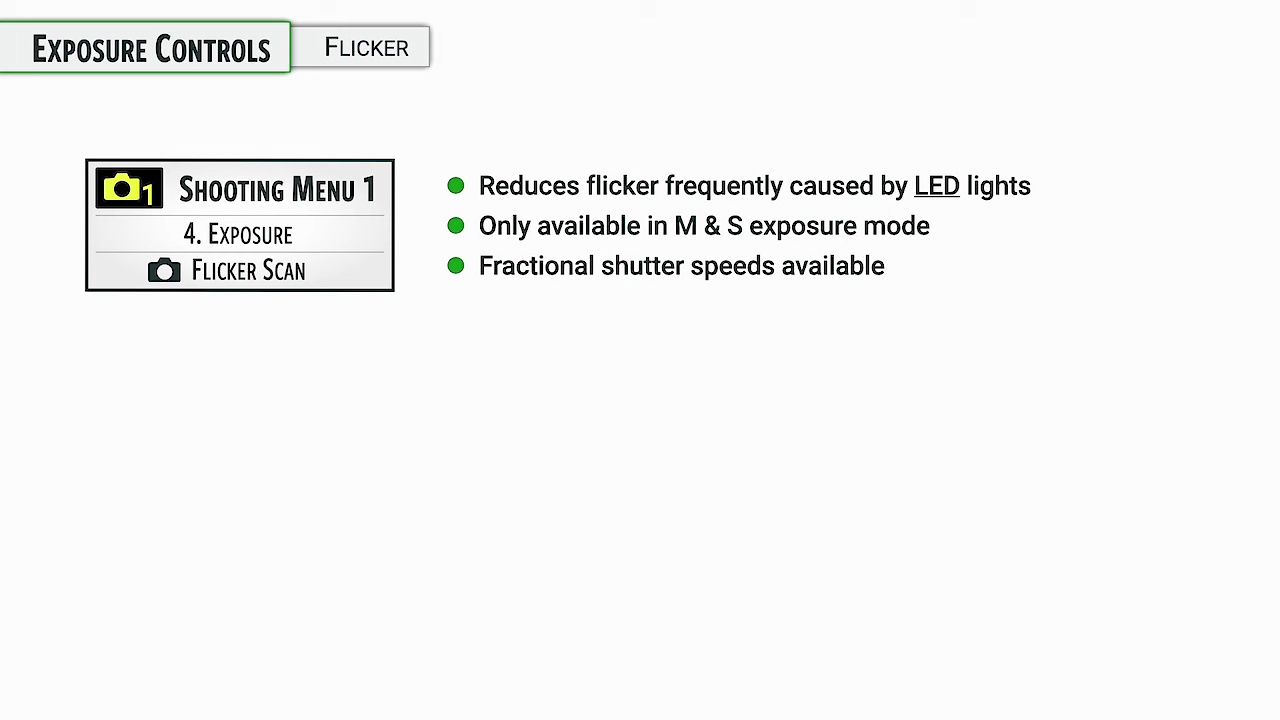 EXPOSURE CONTROLS
FLICKER
1 SHOOTING MENU 1
4. EXPOSURE
FLICKER SCAN
Reduces flicker frequently caused by LED lights
Only available in M & S exposure mode
Fractional shutter speeds available